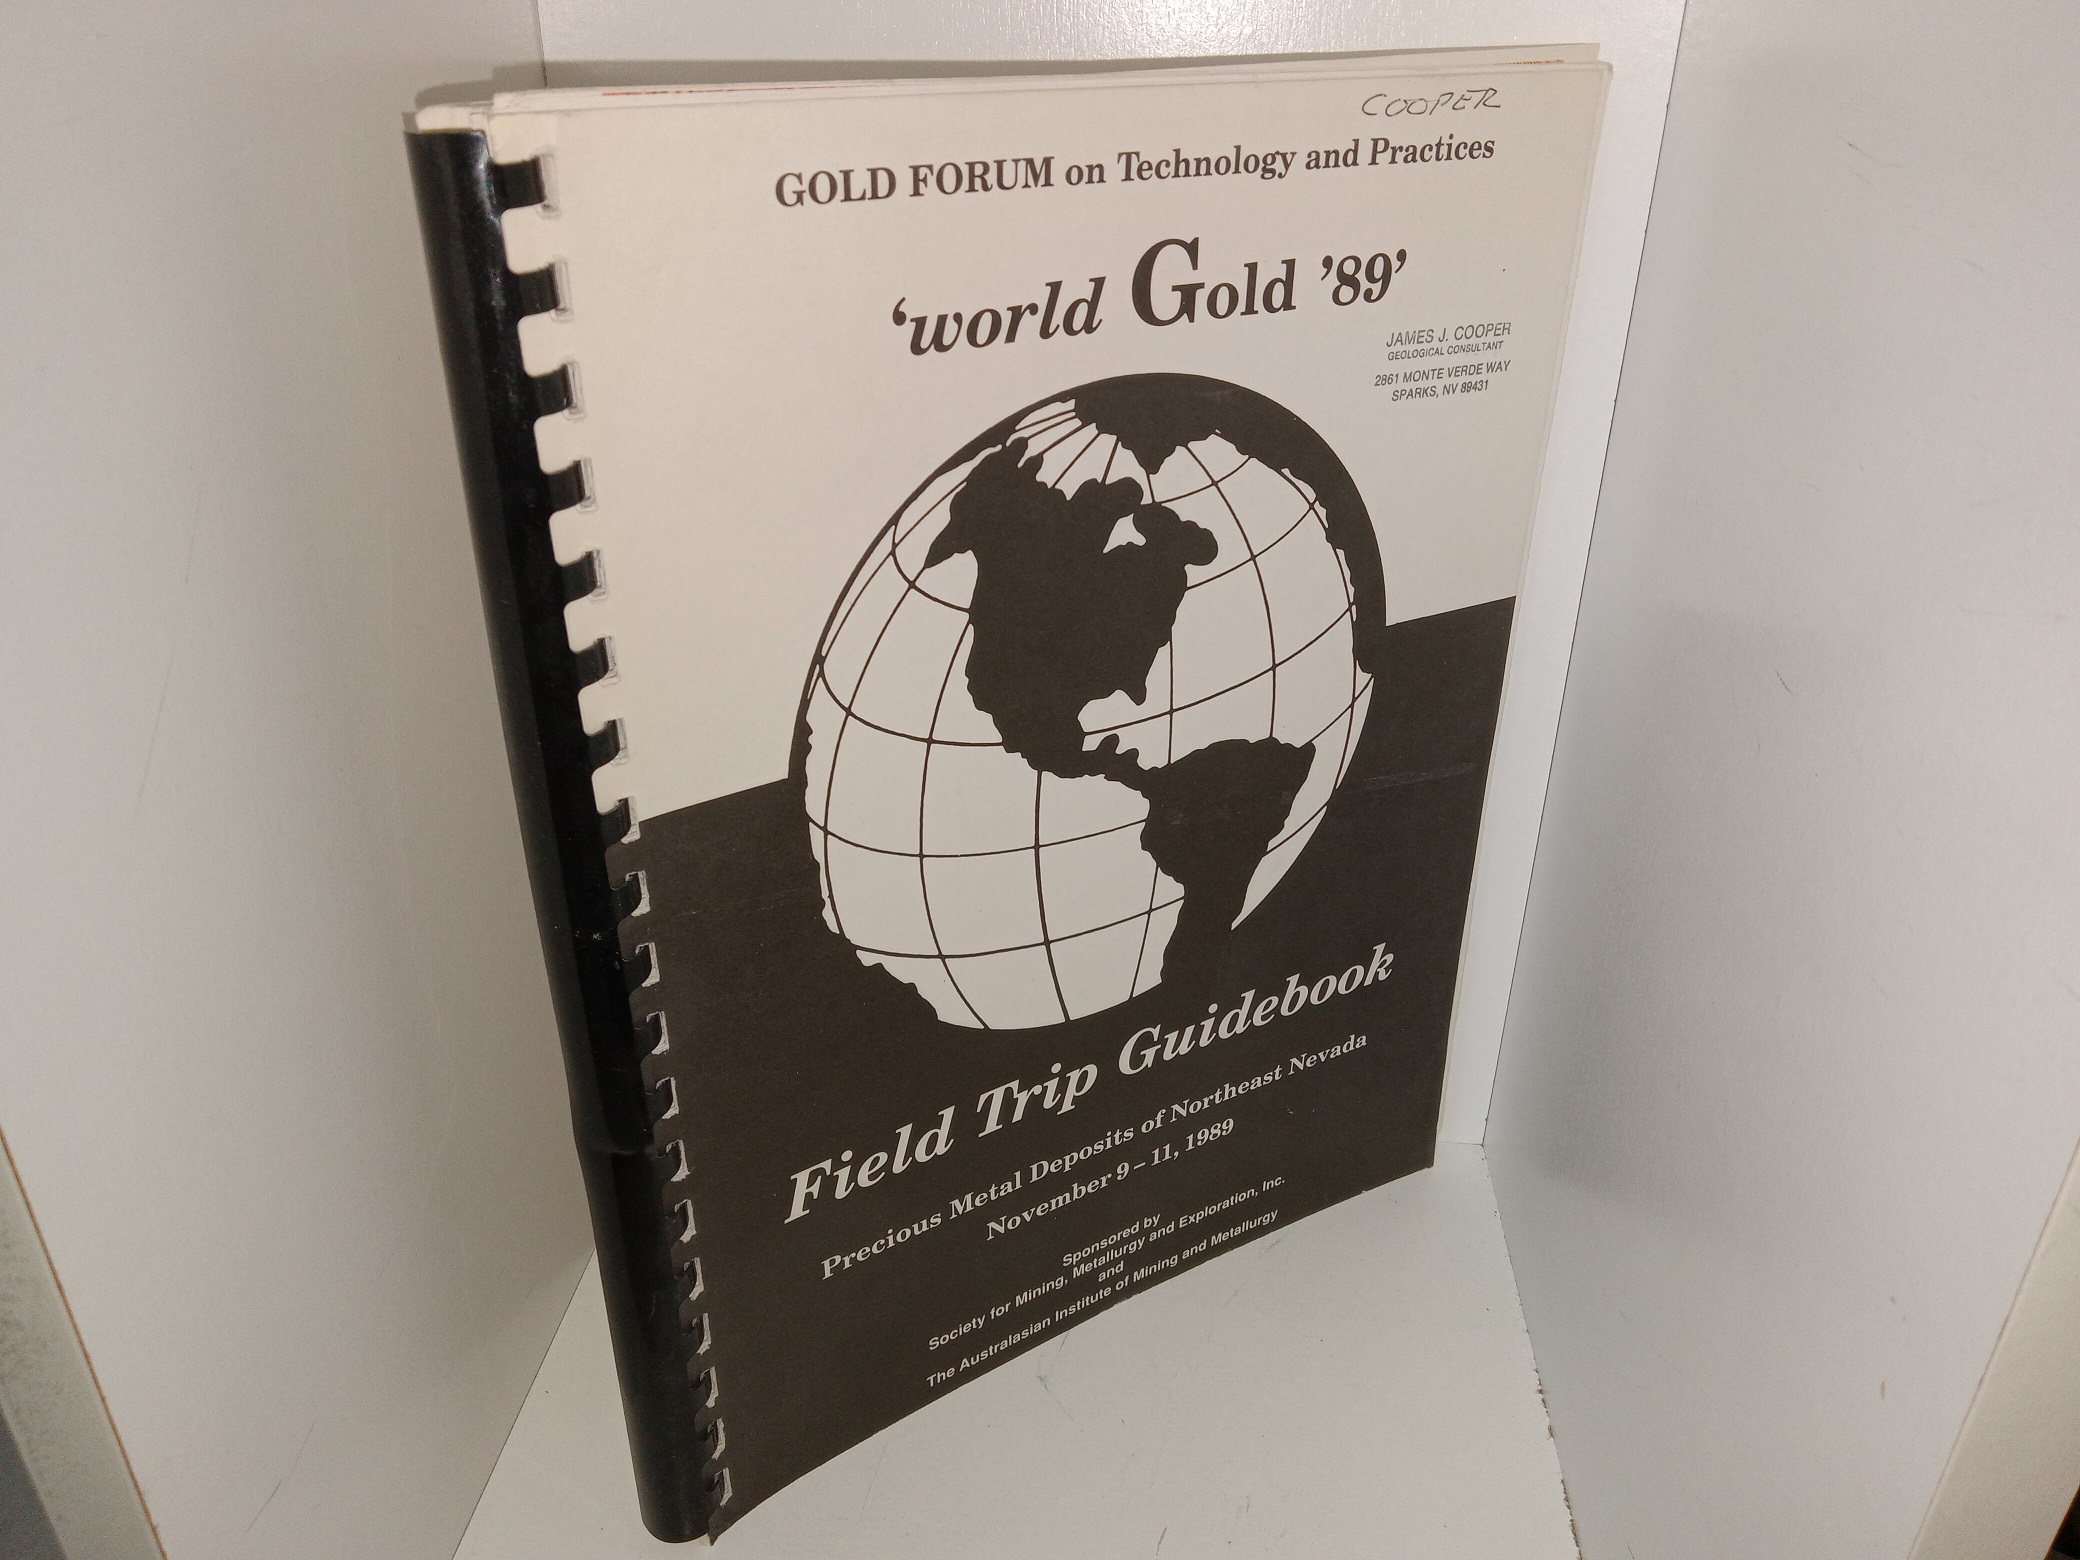 COOPER
GOLD FORUM on Technology and Practices
‘world Gold ’89’
JAMES J. COOPER
GEOLOGICAL CONSULTANT
2861 MONTE VERDE WAY
SPARKS, NV 89431
Field Trip Guidebook
Precious Metal Deposits of Northeast Nevada
November 9 – 11, 1989
Sponsored by
Society for Mining, Metallurgy and Exploration, Inc.
and
The Australasian Institute of Mining and Metallurgy